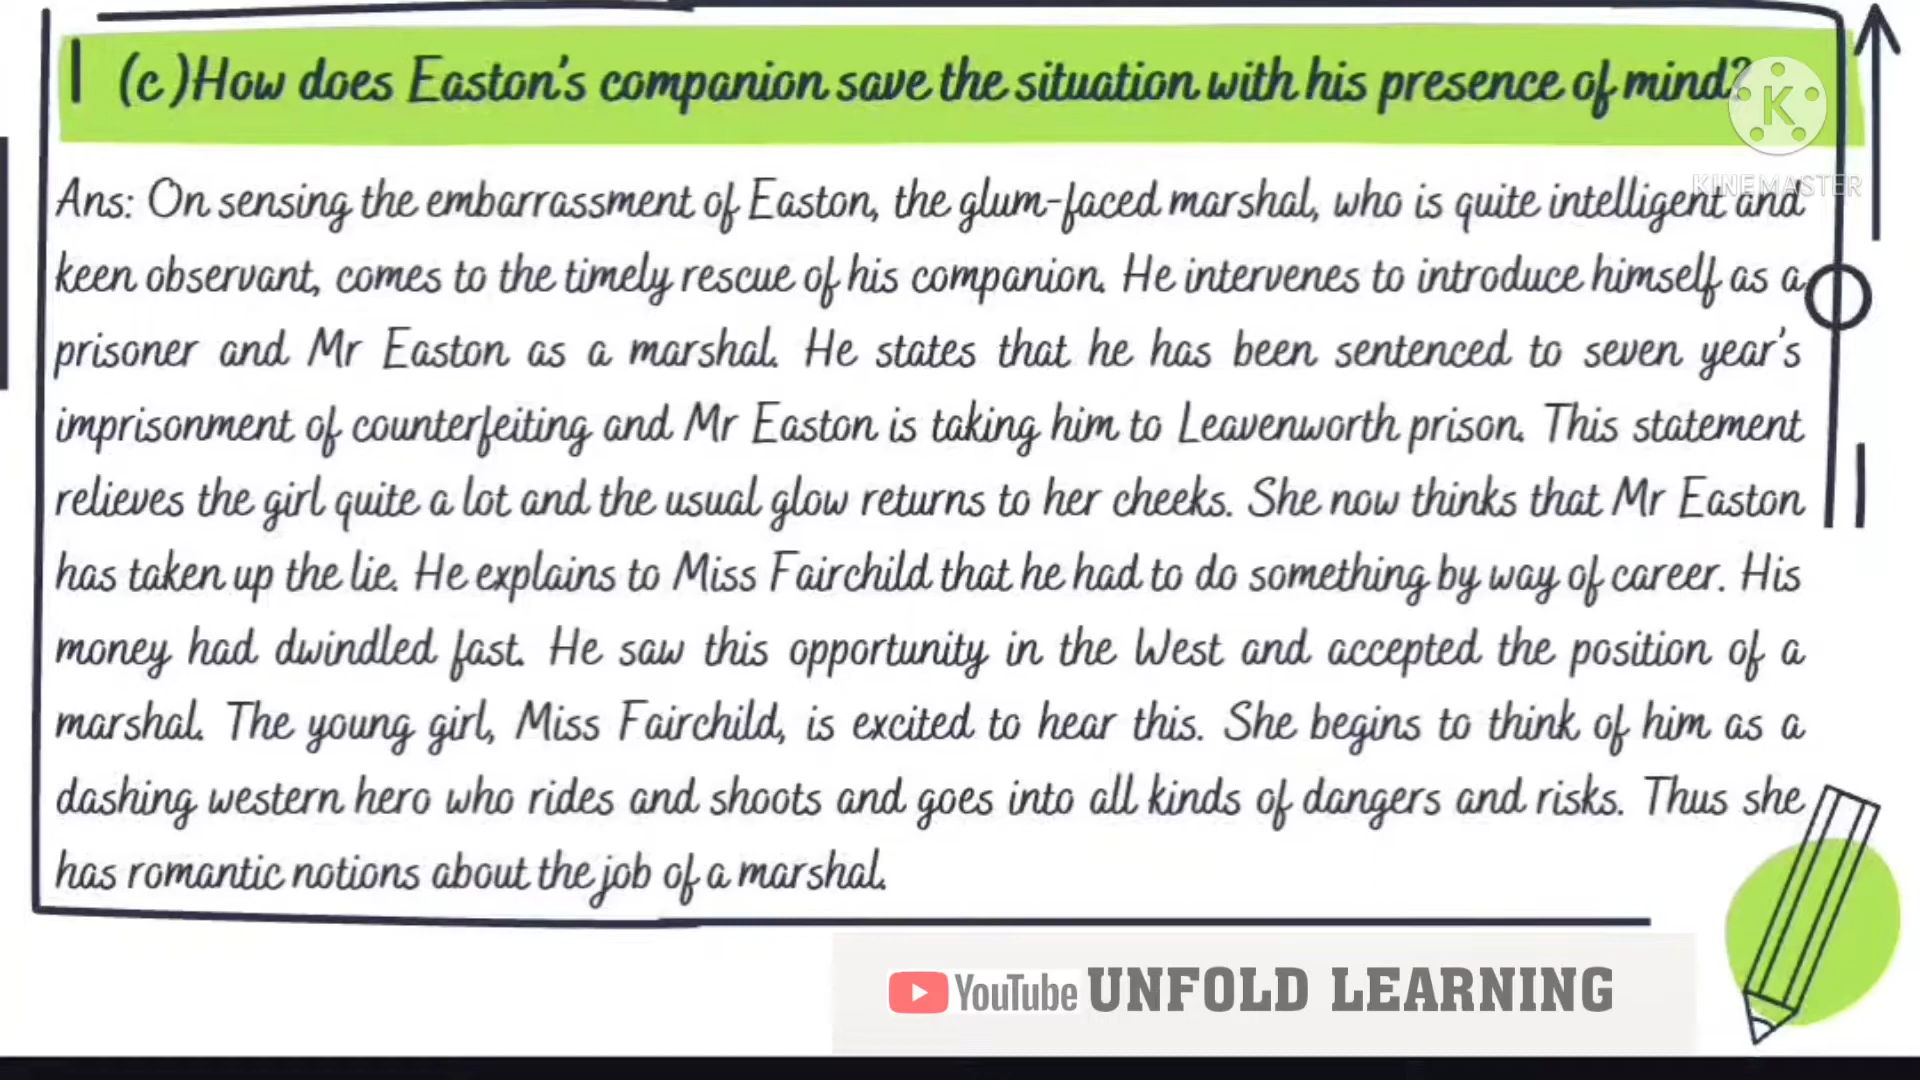 (c)How does Easton's companion save the situation with his presence of mind?
Ans: On sensing the embarrassment of Easton, the glum-faced marshal, who is quite intelligent and
keen observant, comes to the timely rescue of his companion. He intervenes to introduce himself as a
prisoner and Mr Easton as a marshal. He states that he has been sentenced to seven year's
imprisonment of counterfeiting and Mr Easton is taking him to Leavenworth prison. This statement
relieves the girl quite a lot and the usual glow returns to her cheeks. She now thinks that Mr Easton
has taken up the lie. He explains to Miss Fairchild that he had to do something by way of career. His
money had dwindled fast. He saw this opportunity in the West and accepted the position of a
marshal. The young girl, Miss Fairchild, is excited to hear this. She begins to think of him as a
dashing western hero who rides and shoots and goes into all kinds of dangers and risks. Thus she
has romantic notions about the job of a marshal.
K
KINEMASTER
YouTube UNFOLD LEARNING